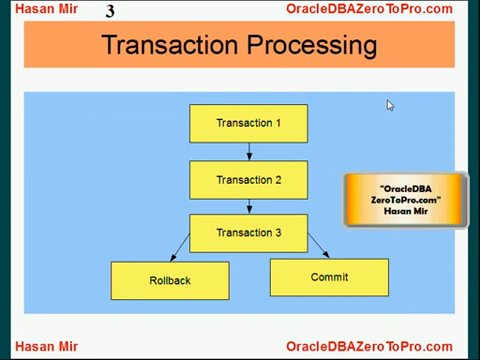 Hasan Mir
3
OracleDBAZeroToPro.com
Transaction Processing
Transaction 1
Transaction 2
"OracleDBA
ZeroToPro.com"
Hasan Mir
Transaction 3
Rollback
Commit
Hasan Mir
OracleDBAZeroToPro.com